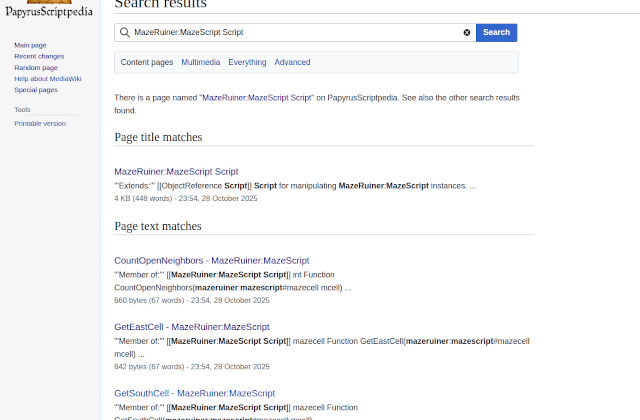 PapyrusScriptpedia
Main page
Recent changes
Random page
Help about MediaWiki
Special pages
Tools
Printable version
Search results
MazeRuiner:MazeScript Script
Search
Content pages Multimedia Everything Advanced
There is a page named "MazeRuiner:MazeScript Script" on PapyrusScriptpedia. See also the other search results
found.
Page title matches
MazeRuiner:MazeScript Script
'''Extends:''' [[ObjectReference Script]] Script for manipulating MazeRuiner:MazeScript instances. ...
4 KB (448 words) - 23:54, 28 October 2025
Page text matches
CountOpenNeighbors - MazeRuiner:MazeScript
'''Member of:''' [[MazeRuiner:MazeScript Script]] int Function
CountOpenNeighbors(mazeruiner:mazescript#mazecell mcell) ...
660 bytes (67 words) - 23:54, 28 October 2025
GetEastCell - MazeRuiner:MazeScript
'''Member of:''' [[MazeRuiner:MazeScript Script]] mazecell Function GetEastCell(mazeruiner:mazescript#mazecell
mcell) ...
642 bytes (67 words) - 23:54, 28 October 2025
GetSouthCell - MazeRuiner:MazeScript
'''Member of:''' [[MazeRuiner:MazeScript Script]] mazecell Function
GetSouthCell(mazeruiner:mazescript#mazecell mcell)